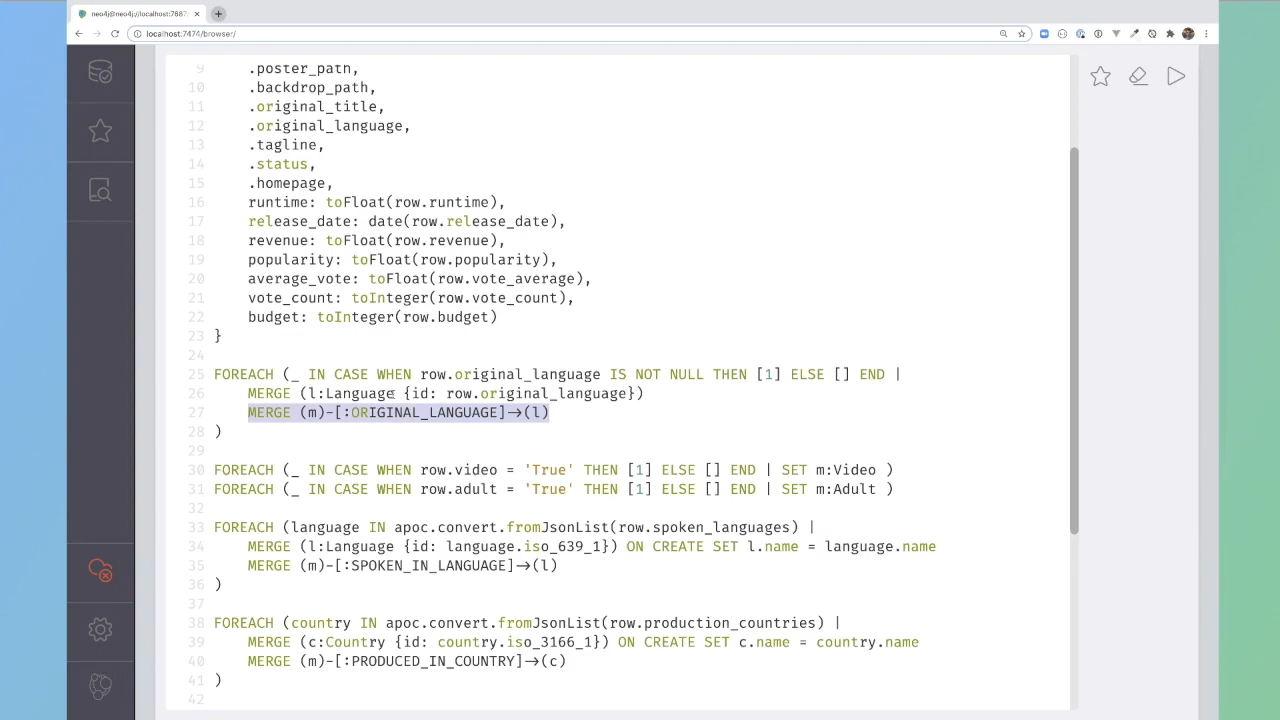 neo4j@neo4j://localhost:7687
localhost:7474/browser/
9 .poster_path,
10 .backdrop_path,
11 .original_title,
12 .original_language,
13 .tagline,
14 .status,
15 .homepage,
16 runtime: toFloat(row.runtime),
17 release_date: date(row.release_date),
18 revenue: toFloat(row.revenue),
19 popularity: toFloat(row.popularity),
20 average_vote: toFloat(row.vote_average),
21 vote_count: toInteger(row.vote_count),
22 budget: toInteger(row.budget)
23 }
24
25 FOREACH (_ IN CASE WHEN row.original_language IS NOT NULL THEN [1] ELSE [] END |
26 MERGE (l:Language {id: row.original_language})
27 MERGE (m)-[:ORIGINAL_LANGUAGE]->(l)
28 )
29
30 FOREACH (_ IN CASE WHEN row.video = 'True' THEN [1] ELSE [] END | SET m:Video )
31 FOREACH (_ IN CASE WHEN row.adult = 'True' THEN [1] ELSE [] END | SET m:Adult )
32
33 FOREACH (language IN apoc.convert.fromJsonList(row.spoken_languages) |
34 MERGE (l:Language {id: language.iso_639_1}) ON CREATE SET l.name = language.name
35 MERGE (m)-[:SPOKEN_IN_LANGUAGE]->(l)
36 )
37
38 FOREACH (country IN apoc.convert.fromJsonList(row.production_countries) |
39 MERGE (c:Country {id: country.iso_3166_1}) ON CREATE SET c.name = country.name
40 MERGE (m)-[:PRODUCED_IN_COUNTRY]->(c)
41 )
42